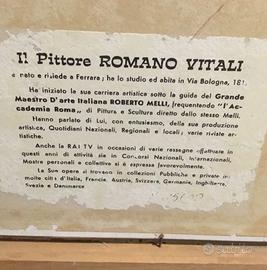 Il Pittore ROMANO VITALI
è nato e risiede a Ferrara; ha lo studio ed abita in Via Bologna, 18
Ha iniziato la sua carriera artistica sotto la guida del Grande
Maestro D'arte Italiana ROBERTO MELLI, frequentando "l'Ac-
cademia Roma" di Pittura e Scultura diretto dallo stesso Melli.
Hanno parlato di Lui, con entusiasmo, della sua produzione
artistica, Quotidiani Nazionali, Regionali e locali; varie riviste ar-
tistiche.
Anche la RAI TV in occasioni di varie rassegne effettuate in
questi anni di attività sia in Concorsi Nazionali, Internazionali,
Mostre personali e collettive si è espressa favorevolmente.
Le Sue opere si trovano in collezioni Pubbliche e private in
molte città d'Italia, Francia, Austria, Svizzera, Germania, Inghilterra,
Svezia e Danimarca
subito